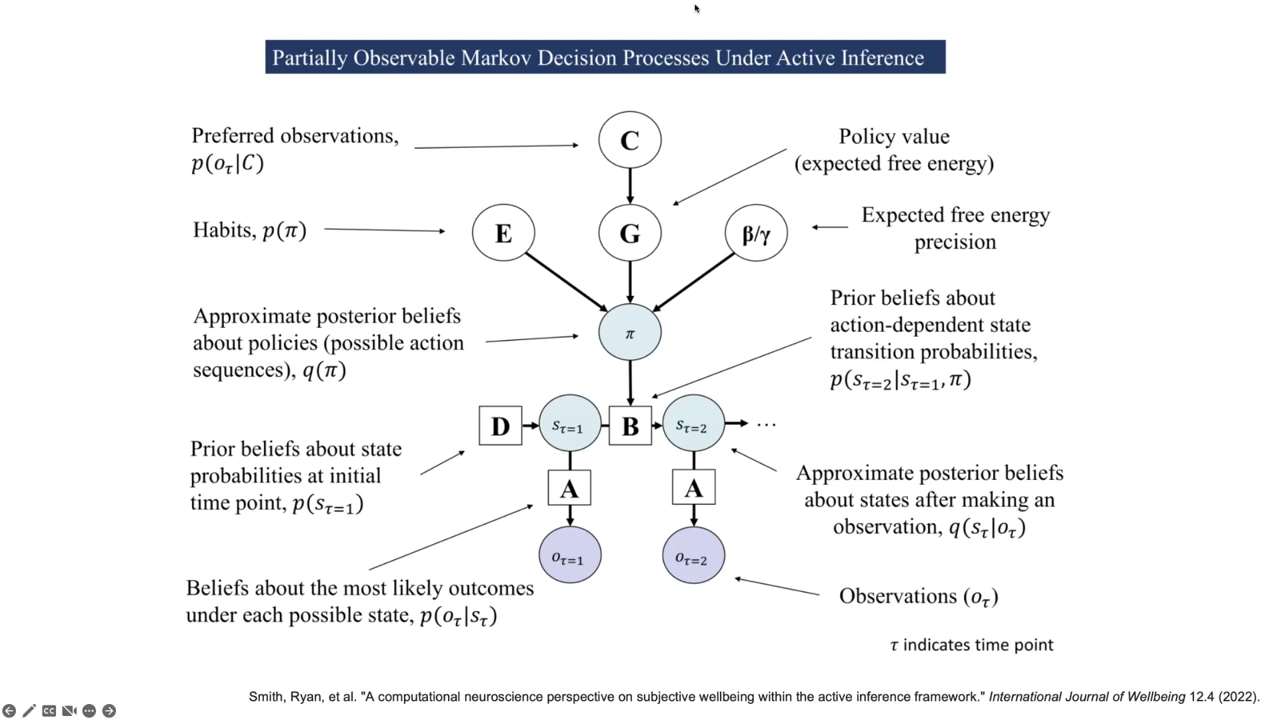 Partially Observable Markov Decision Processes Under Active Inference
Preferred observations,
p(oτ|C)
C
Policy value
(expected free energy)
Habits, p(π)
E
G
β/γ
Expected free energy
precision
Approximate posterior beliefs
about policies (possible action
sequences), q(π)
π
Prior beliefs about
action-dependent state
transition probabilities,
p(sτ=2|sτ=1, π)
D
sτ=1
B
sτ=2
...
Prior beliefs about state
probabilities at initial
time point, p(sτ=1)
A
A
Approximate posterior beliefs
about states after making an
observation, q(sτ|oτ)
oτ=1
oτ=2
Beliefs about the most likely outcomes
under each possible state, p(oτ|sτ)
Observations (oτ)
τ indicates time point
Smith, Ryan, et al. "A computational neuroscience perspective on subjective wellbeing within the active inference framework." International Journal of Wellbeing 12.4 (2022).
CC